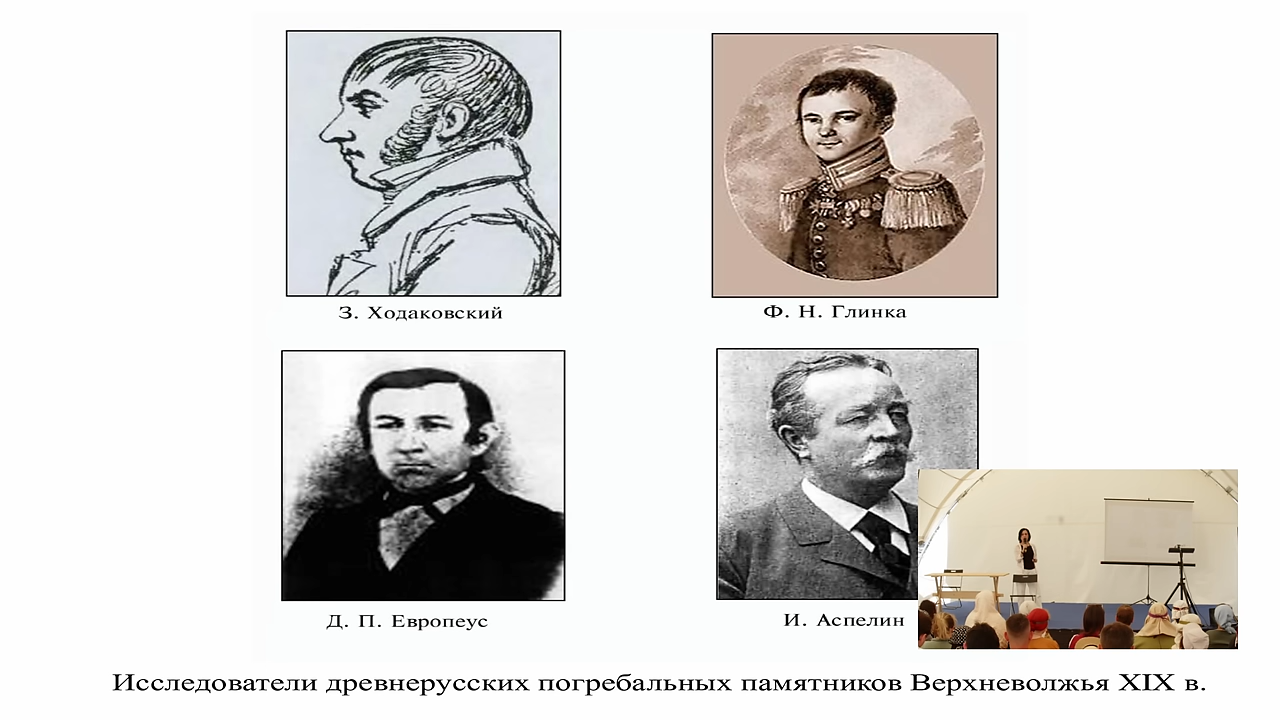 З. Ходаковский
Ф. Н. Глинка
Д. П. Европеус
И. Аспелин
Исследователи древнерусских погребальных памятников Верхневолжья XIX в.